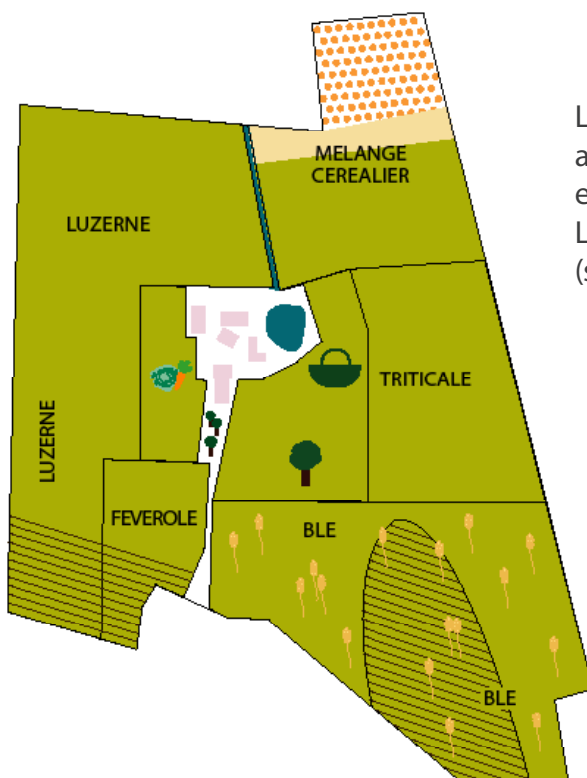 MELANGE
CEREALIER
LUZERNE
TRITICALE
LUZERNE
FEVEROLE
BLE
BLE
L
a
e
L
(s